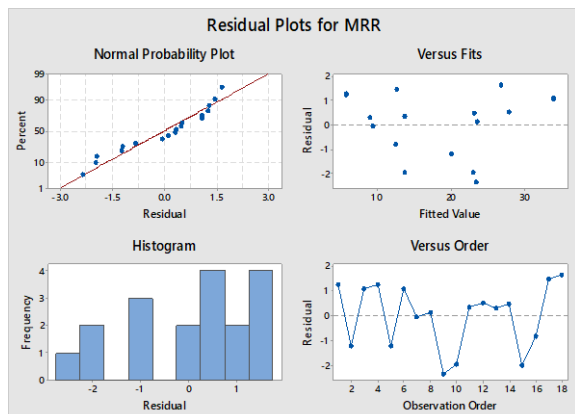 Residual Plots for MRR
Normal Probability Plot
99
90
50
10
1
Percent
-3.0 -1.5 0.0 1.5 3.0
Residual
Versus Fits
2
1
0
-1
-2
Residual
10 20 30
Fitted Value
Histogram
4
3
2
1
0
Frequency
-2 -1 0 1
Residual
Versus Order
2
1
0
-1
-2
Residual
2 4 6 8 10 12 14 16 18
Observation Order